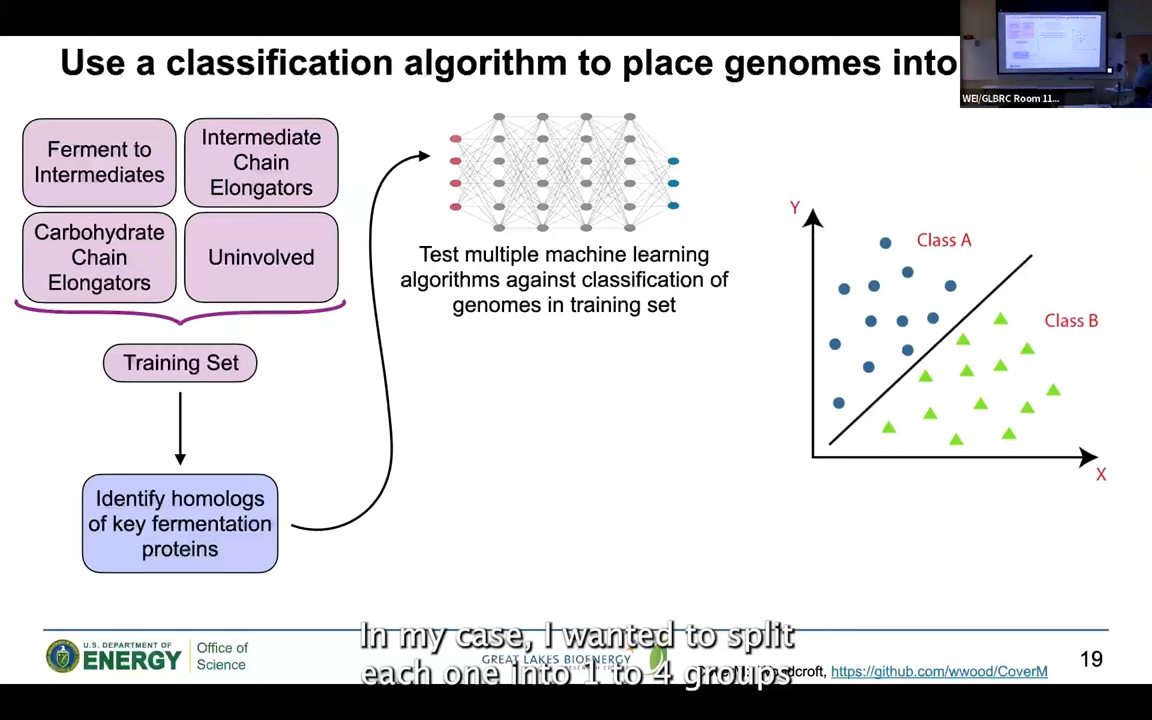 Use a classification algorithm to place genomes into
WEI/GLBRC Room 11...
Ferment to
Intermediates
Intermediate
Chain
Elongators
Carbohydrate
Chain
Elongators
Uninvolved
Training Set
Identify homologs
of key fermentation
proteins
Test multiple machine learning
algorithms against classification of
genomes in training set
Y
Class A
Class B
X
U.S. DEPARTMENT OF
ENERGY
Office of
Science
GREAT LAKES BIOENERGY
https://github.com/wwood/CoverM
19
In my case, I wanted to split
each one into 1 to 4 groups